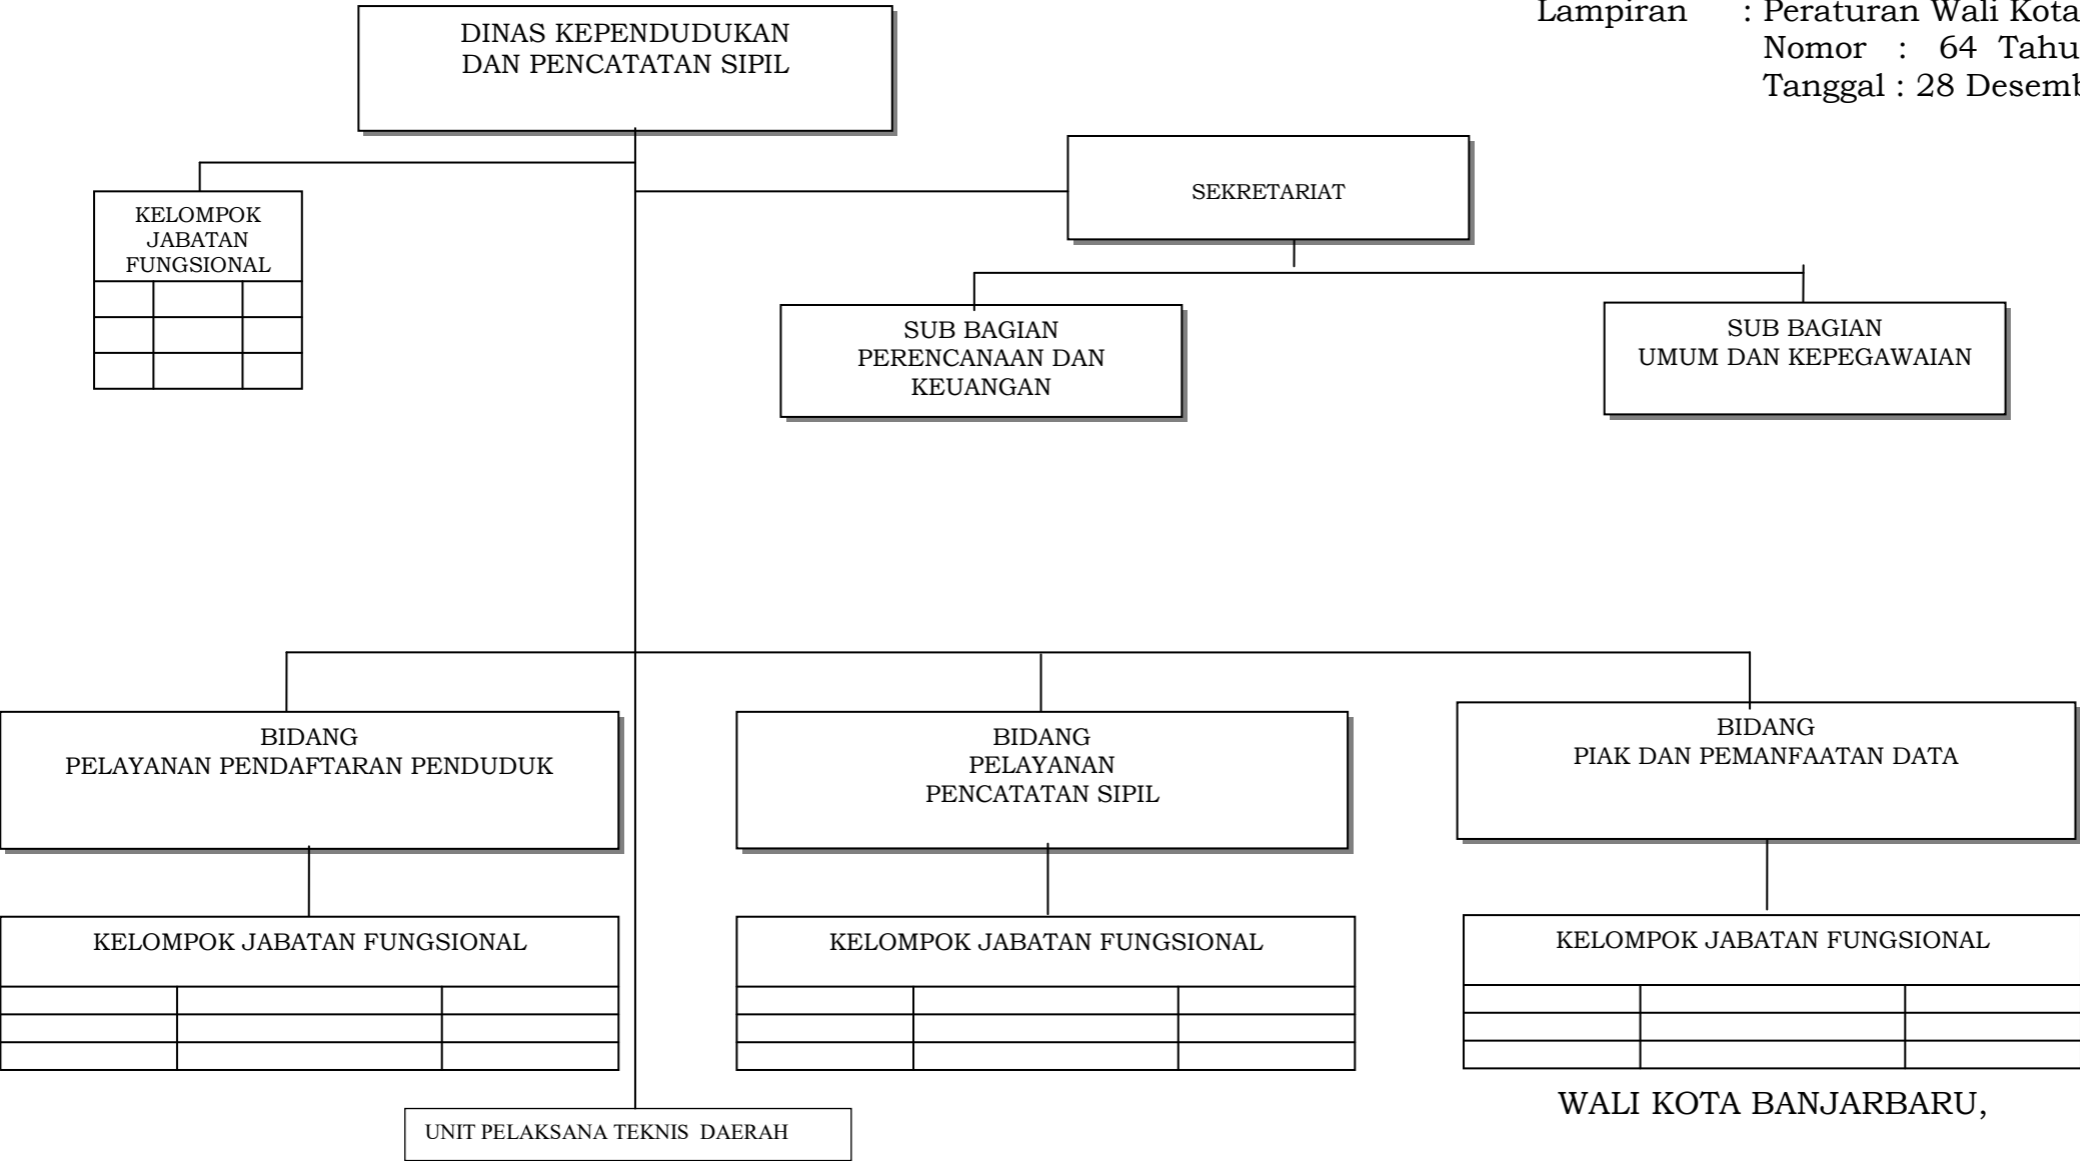 Lampiran : Peraturan Wali Kota
Nomor : 64 Tahu
Tanggal : 28 Desemb
DINAS KEPENDUDUKAN
DAN PENCATATAN SIPIL
SEKRETARIAT
KELOMPOK
JABATAN
FUNGSIONAL
SUB BAGIAN
PERENCANAAN DAN
KEUANGAN
SUB BAGIAN
UMUM DAN KEPEGAWAIAN
BIDANG
PELAYANAN PENDAFTARAN PENDUDUK
BIDANG
PELAYANAN
PENCATATAN SIPIL
BIDANG
PIAK DAN PEMANFAATAN DATA
KELOMPOK JABATAN FUNGSIONAL
KELOMPOK JABATAN FUNGSIONAL
KELOMPOK JABATAN FUNGSIONAL
WALI KOTA BANJARBARU,
UNIT PELAKSANA TEKNIS DAERAH